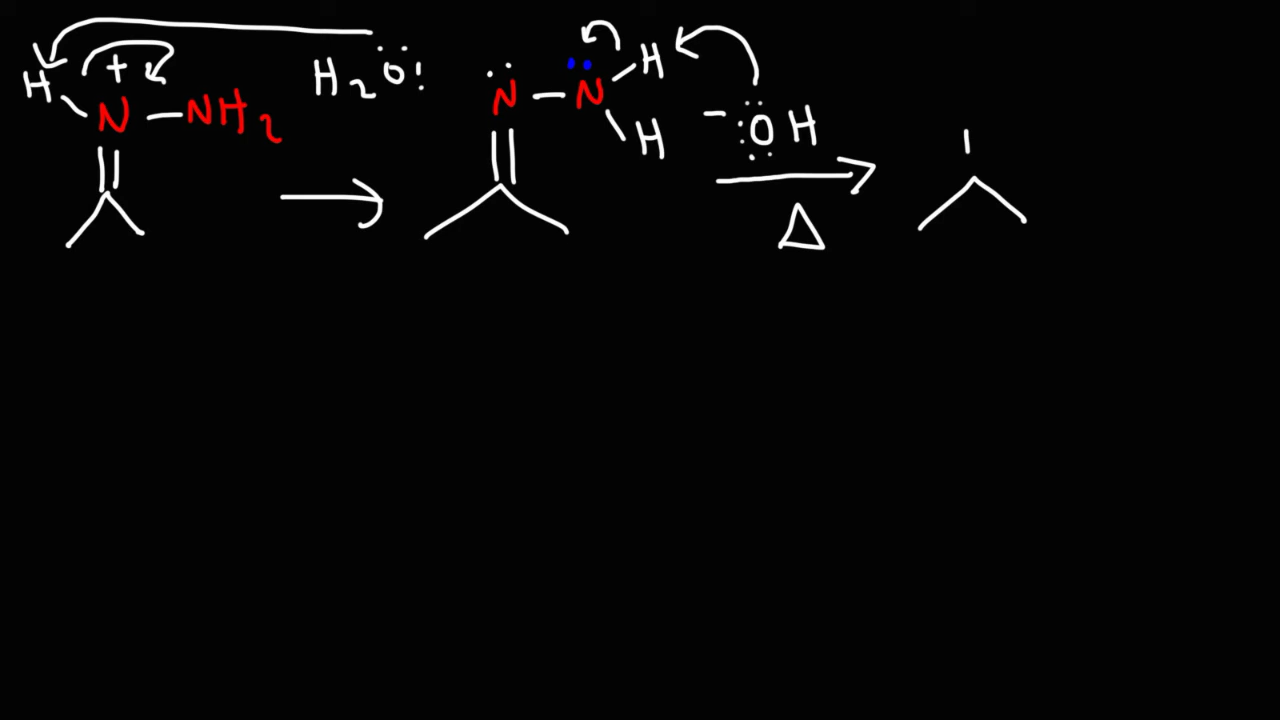 H + N — NH2 H2O:
N — N H H
- OH
Δ